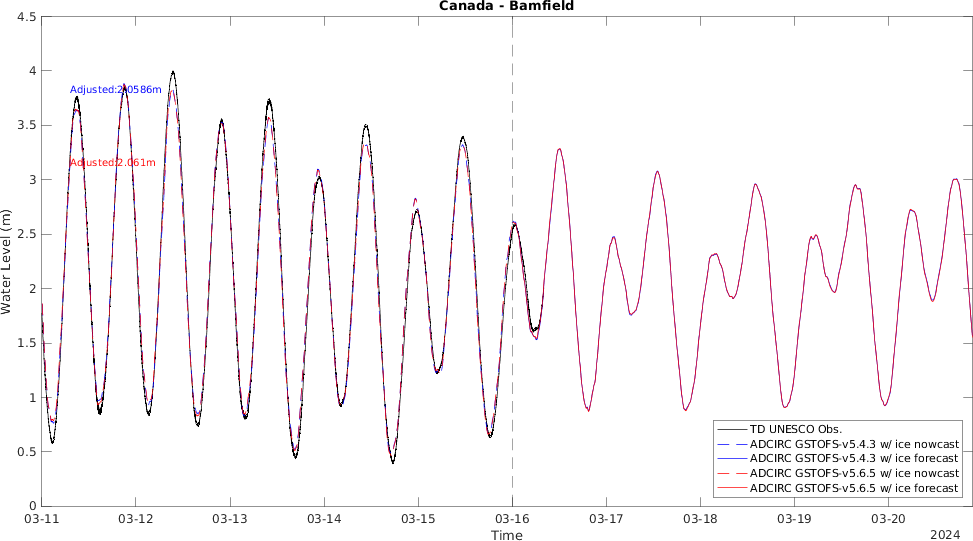 Canada - Bamfield
4.5
4
3.5
3
2.5
2
1.5
1
0.5
0
Water Level (m)
Adjusted:2.0586m
Adjusted:2.061m
TD UNESCO Obs.
ADCIRC GSTOFS-v5.4.3 w/ ice nowcast
ADCIRC GSTOFS-v5.4.3 w/ ice forecast
ADCIRC GSTOFS-v5.6.5 w/ ice nowcast
ADCIRC GSTOFS-v5.6.5 w/ ice forecast
03-11 03-12 03-13 03-14 03-15 03-16 03-17 03-18 03-19 03-20
Time
2024